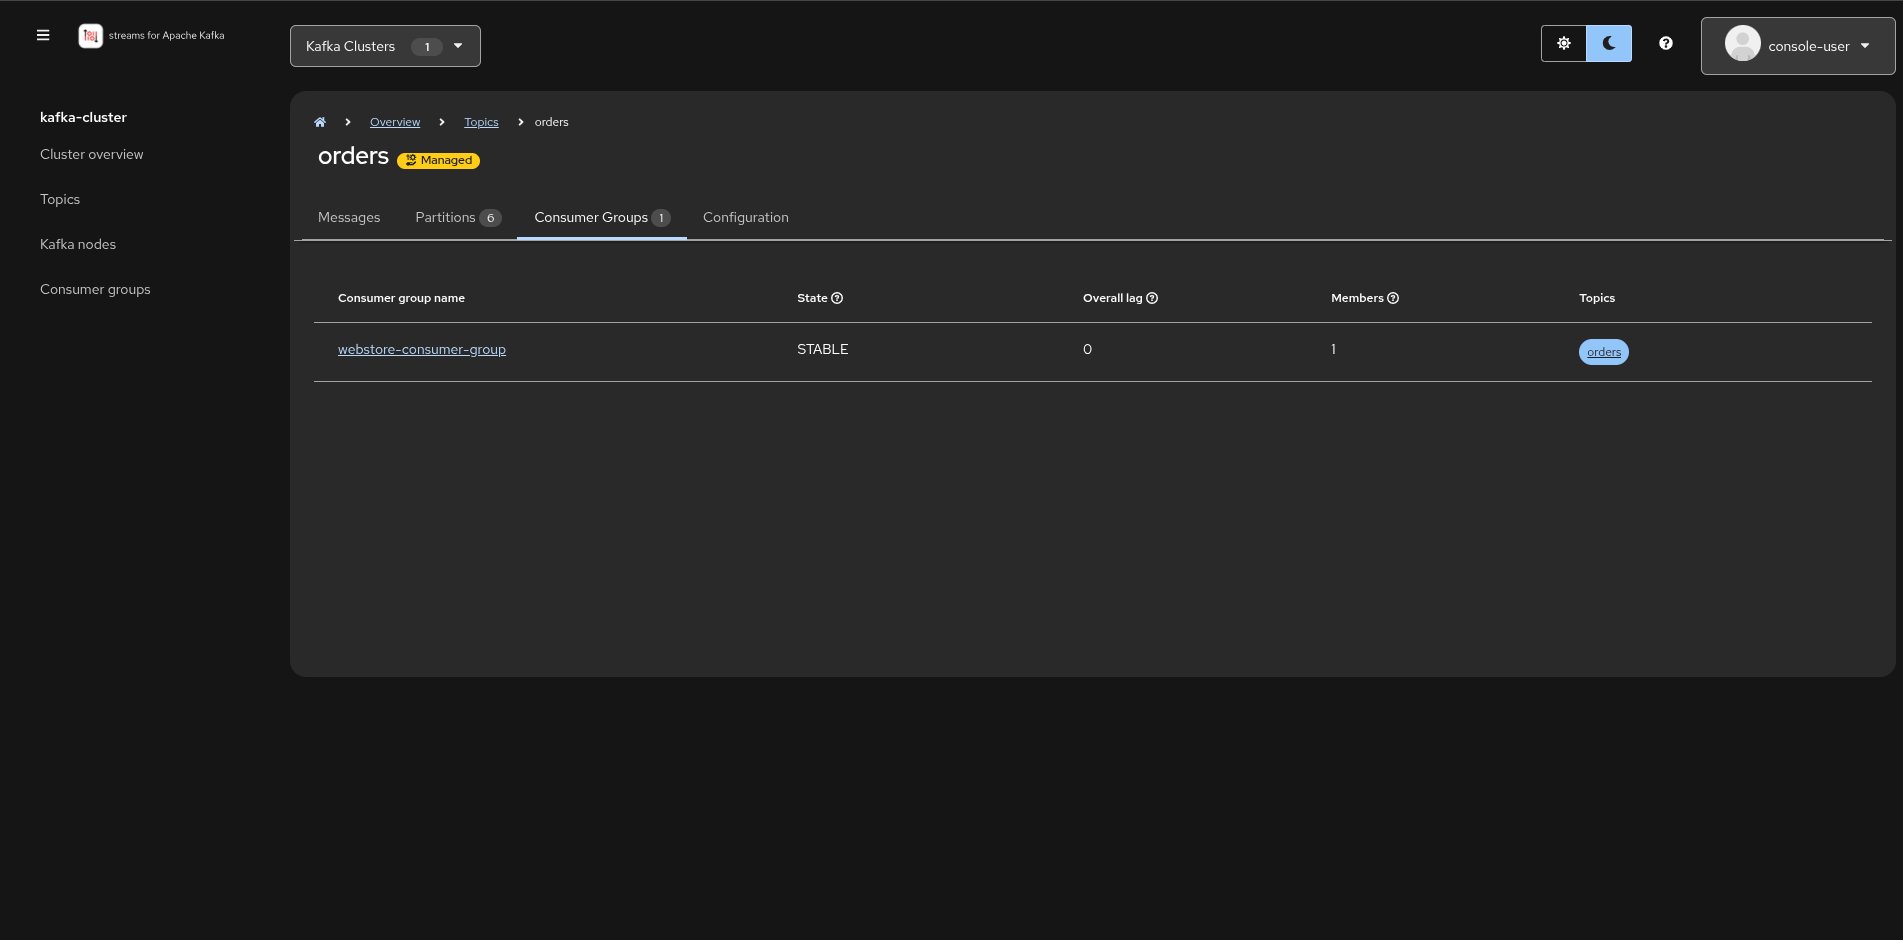 streams for Apache Kafka
Kafka Clusters 1
console-user
kafka-cluster
Cluster overview
Topics
Kafka nodes
Consumer groups
Overview Topics orders
orders Managed
Messages Partitions 6 Consumer Groups 1 Configuration
Consumer group name State Overall lag Members Topics
webstore-consumer-group STABLE 0 1 orders